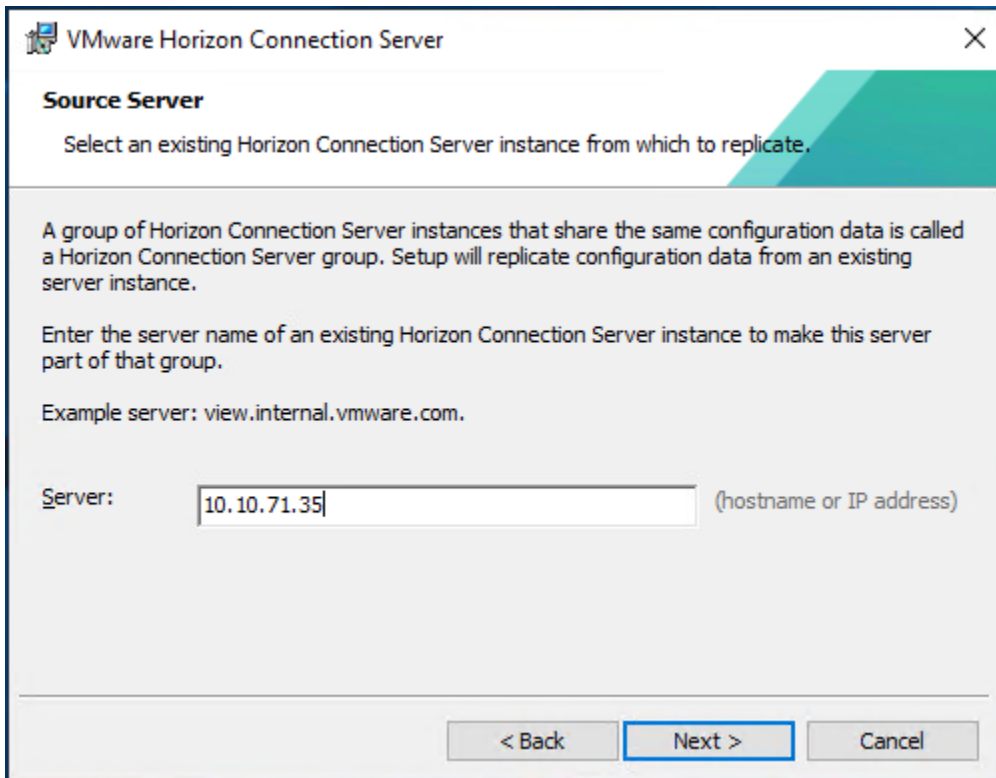 VMware Horizon Connection Server
Source Server
Select an existing Horizon Connection Server instance from which to replicate.
A group of Horizon Connection Server instances that share the same configuration data is called
a Horizon Connection Server group. Setup will replicate configuration data from an existing
server instance.
Enter the server name of an existing Horizon Connection Server instance to make this server
part of that group.
Example server: view.internal.vmware.com.
Server: 10.10.71.35 (hostname or IP address)
< Back Next > Cancel